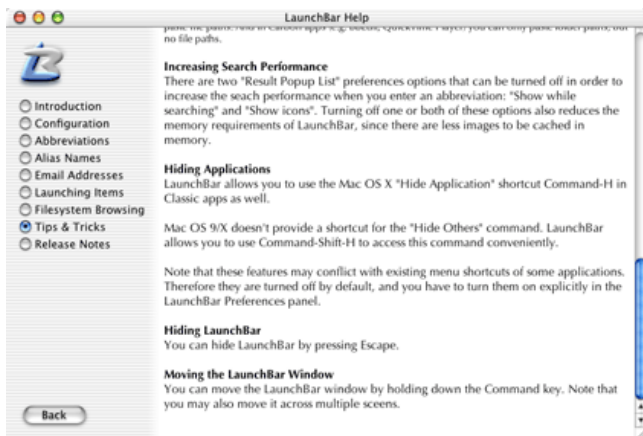 LaunchBar Help
no file paths.
Increasing Search Performance
There are two "Result Popup List" preferences options that can be turned off in order to
increase the seach performance when you enter an abbreviation: "Show while
searching" and "Show icons". Turning off one or both of these options also reduces the
memory requirements of LaunchBar, since there are less images to be cached in
memory.
Hiding Applications
LaunchBar allows you to use the Mac OS X "Hide Application" shortcut Command-H in
Classic apps as well.
Mac OS 9/X doesn't provide a shortcut for the "Hide Others" command. LaunchBar
allows you to use Command-Shift-H to access this command conveniently.
Note that these features may conflict with existing menu shortcuts of some applications.
Therefore they are turned off by default, and you have to turn them on explicitly in the
LaunchBar Preferences panel.
Hiding LaunchBar
You can hide LaunchBar by pressing Escape.
Moving the LaunchBar Window
You can move the LaunchBar window by holding down the Command key. Note that
you may also move it across multiple sceens.
Introduction
Configuration
Abbreviations
Alias Names
Email Addresses
Launching Items
Filesystem Browsing
Tips & Tricks
Release Notes
Back